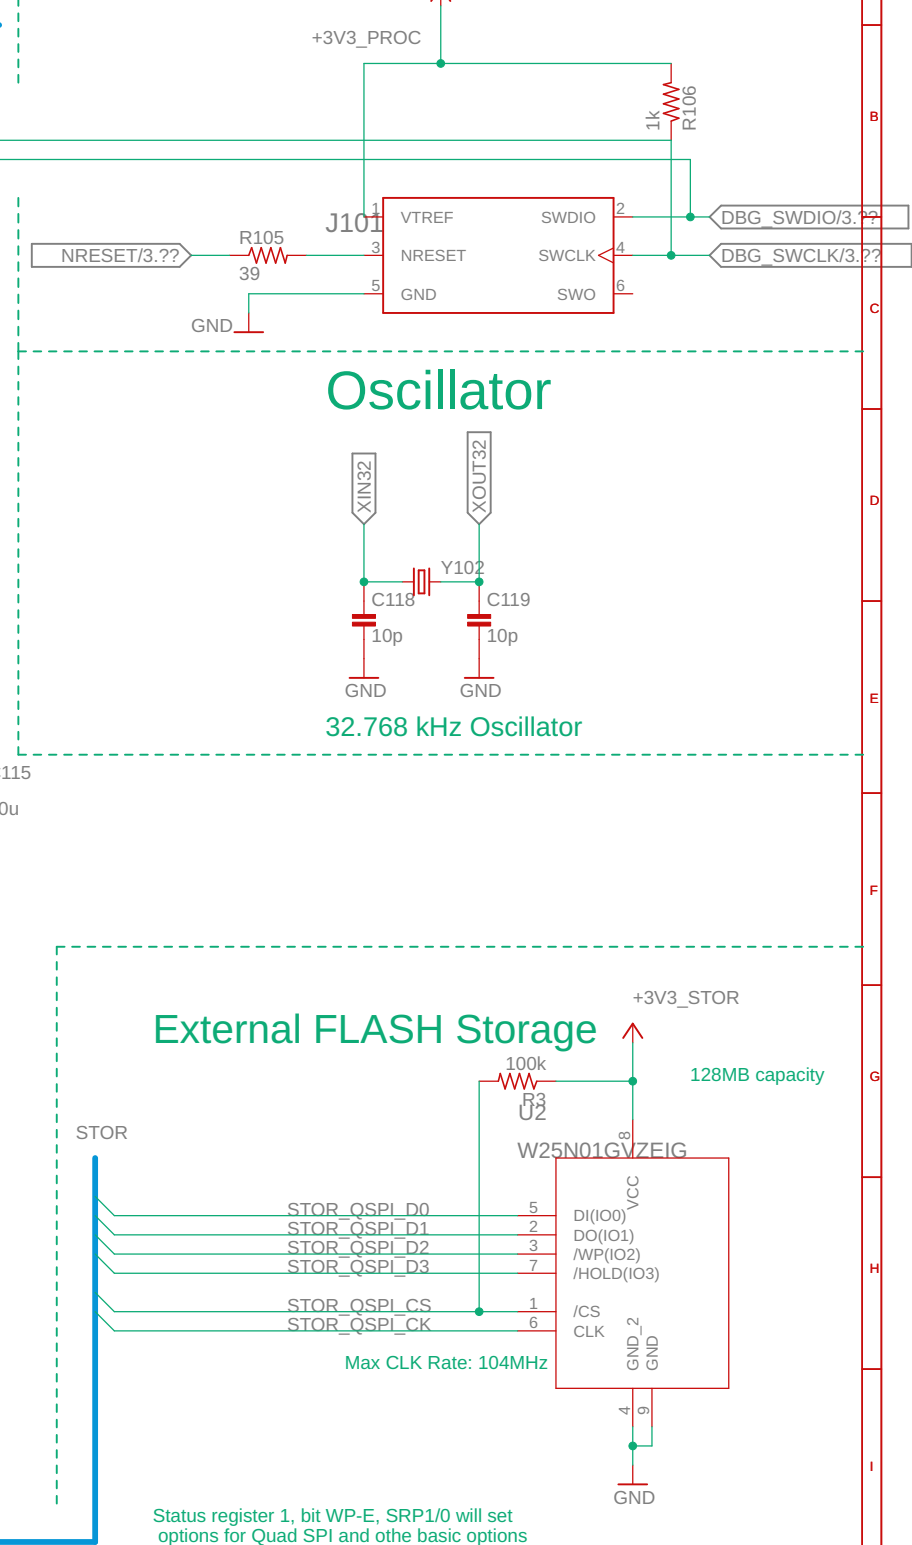 +3V3_PROC
1k
R106
B
J101
1
VTREF
SWDIO
2
DBG_SWDIO/3.??
NRESET/3.??
R105
39
3
NRESET
SWCLK
4
DBG_SWCLK/3.??
5
GND
SWO
6
C
GND
Oscillator
XIN32
XOUT32
D
Y102
C118
10p
C119
10p
GND
GND
E
32.768 kHz Oscillator
115
0u
F
+3V3_STOR
External FLASH Storage
100k
R3
128MB capacity
G
U2
STOR
8
W25N01GVZEIG
VCC
STOR_QSPI_D0
5
DI(IO0)
STOR_QSPI_D1
2
DO(IO1)
STOR_QSPI_D2
3
/WP(IO2)
STOR_QSPI_D3
7
/HOLD(IO3)
H
STOR_QSPI_CS
1
/CS
STOR_QSPI_CK
6
CLK
GND_2
GND
Max CLK Rate: 104MHz
4
9
I
GND
Status register 1, bit WP-E, SRP1/0 will set
options for Quad SPI and othe basic options